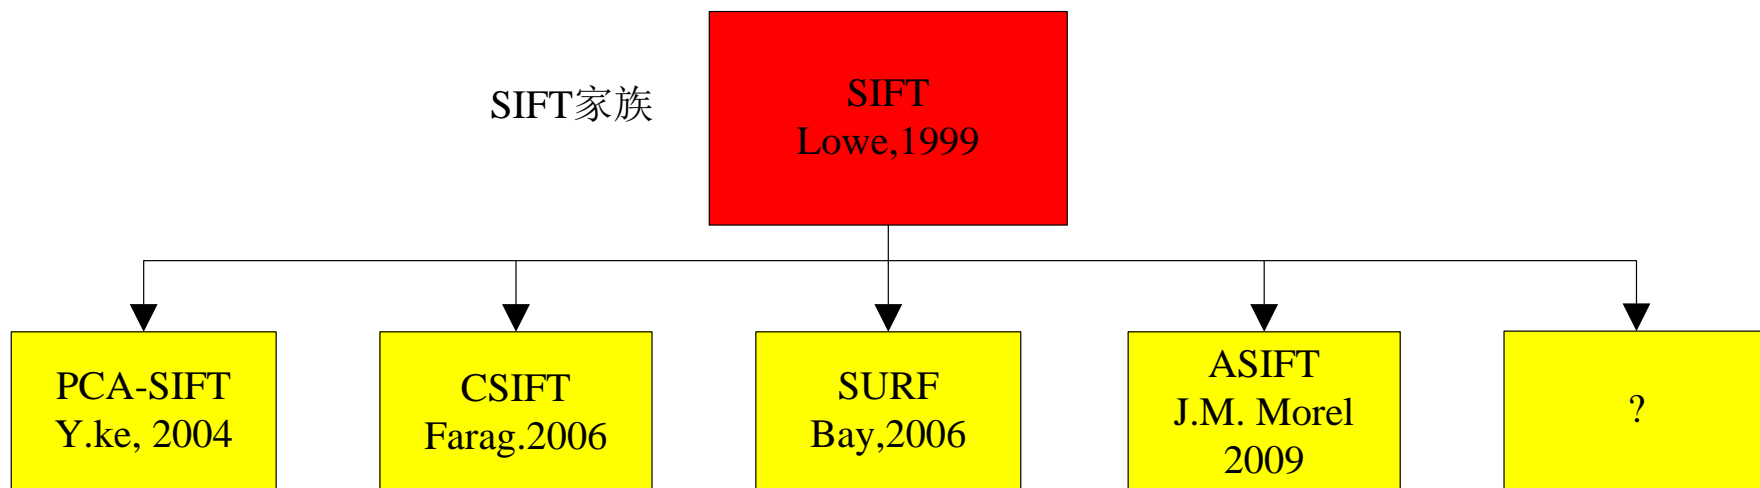 SIFT家族
SIFT
Lowe,1999
PCA-SIFT
Y.ke, 2004
CSIFT
Farag.2006
SURF
Bay,2006
ASIFT
J.M. Morel
2009
?